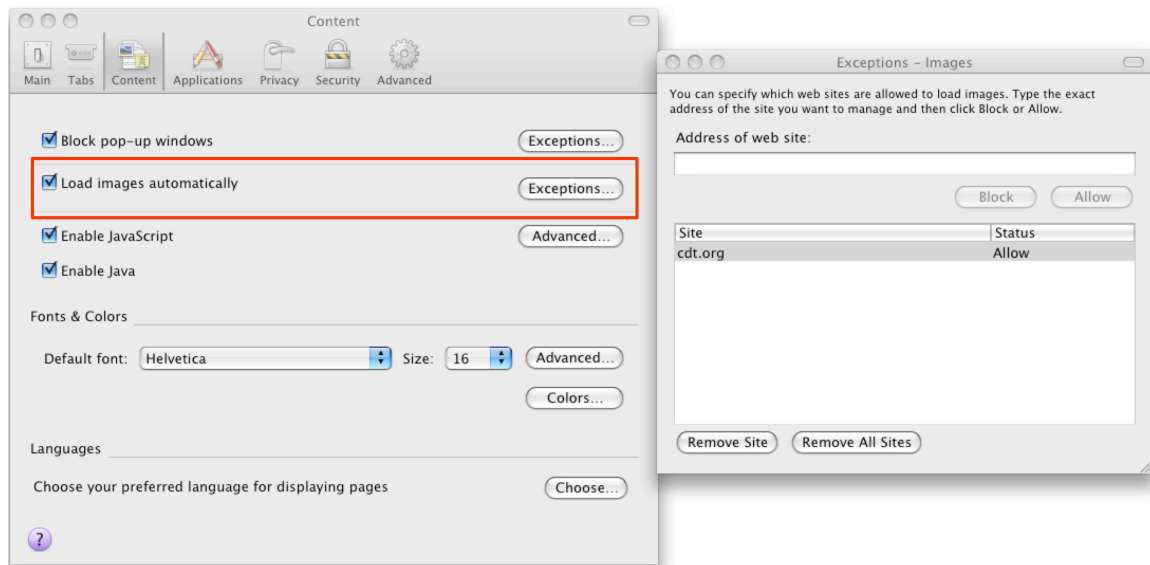 Content
Main Tabs Content Applications Privacy Security Advanced
Block pop-up windows Exceptions...
Load images automatically Exceptions...
Enable JavaScript Advanced...
Enable Java
Fonts & Colors
Default font: Helvetica Size: 16 Advanced...
Colors...
Languages
Choose your preferred language for displaying pages Choose...
?
Exceptions – Images
You can specify which web sites are allowed to load images. Type the exact
address of the site you want to manage and then click Block or Allow.
Address of web site:
Block Allow
Site Status
cdt.org Allow
Remove Site Remove All Sites